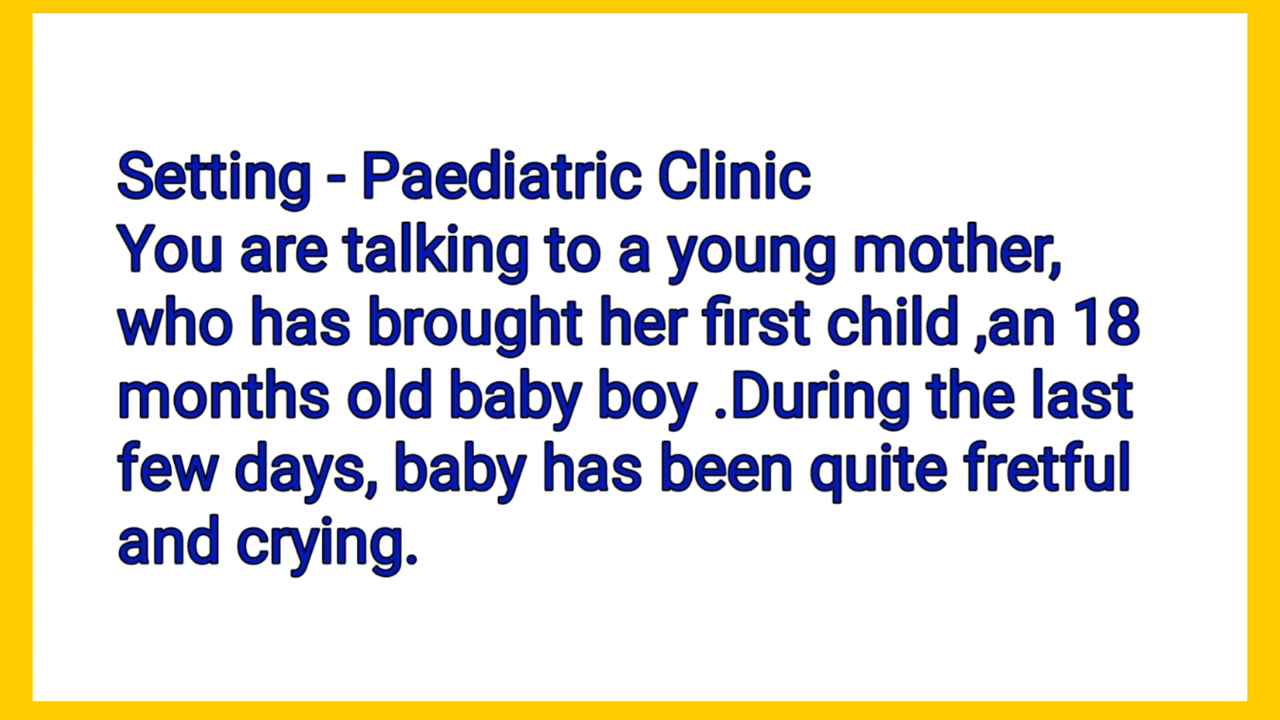 Setting - Paediatric Clinic
You are talking to a young mother,
who has brought her first child ,an 18
months old baby boy .During the last
few days, baby has been quite fretful
and crying.